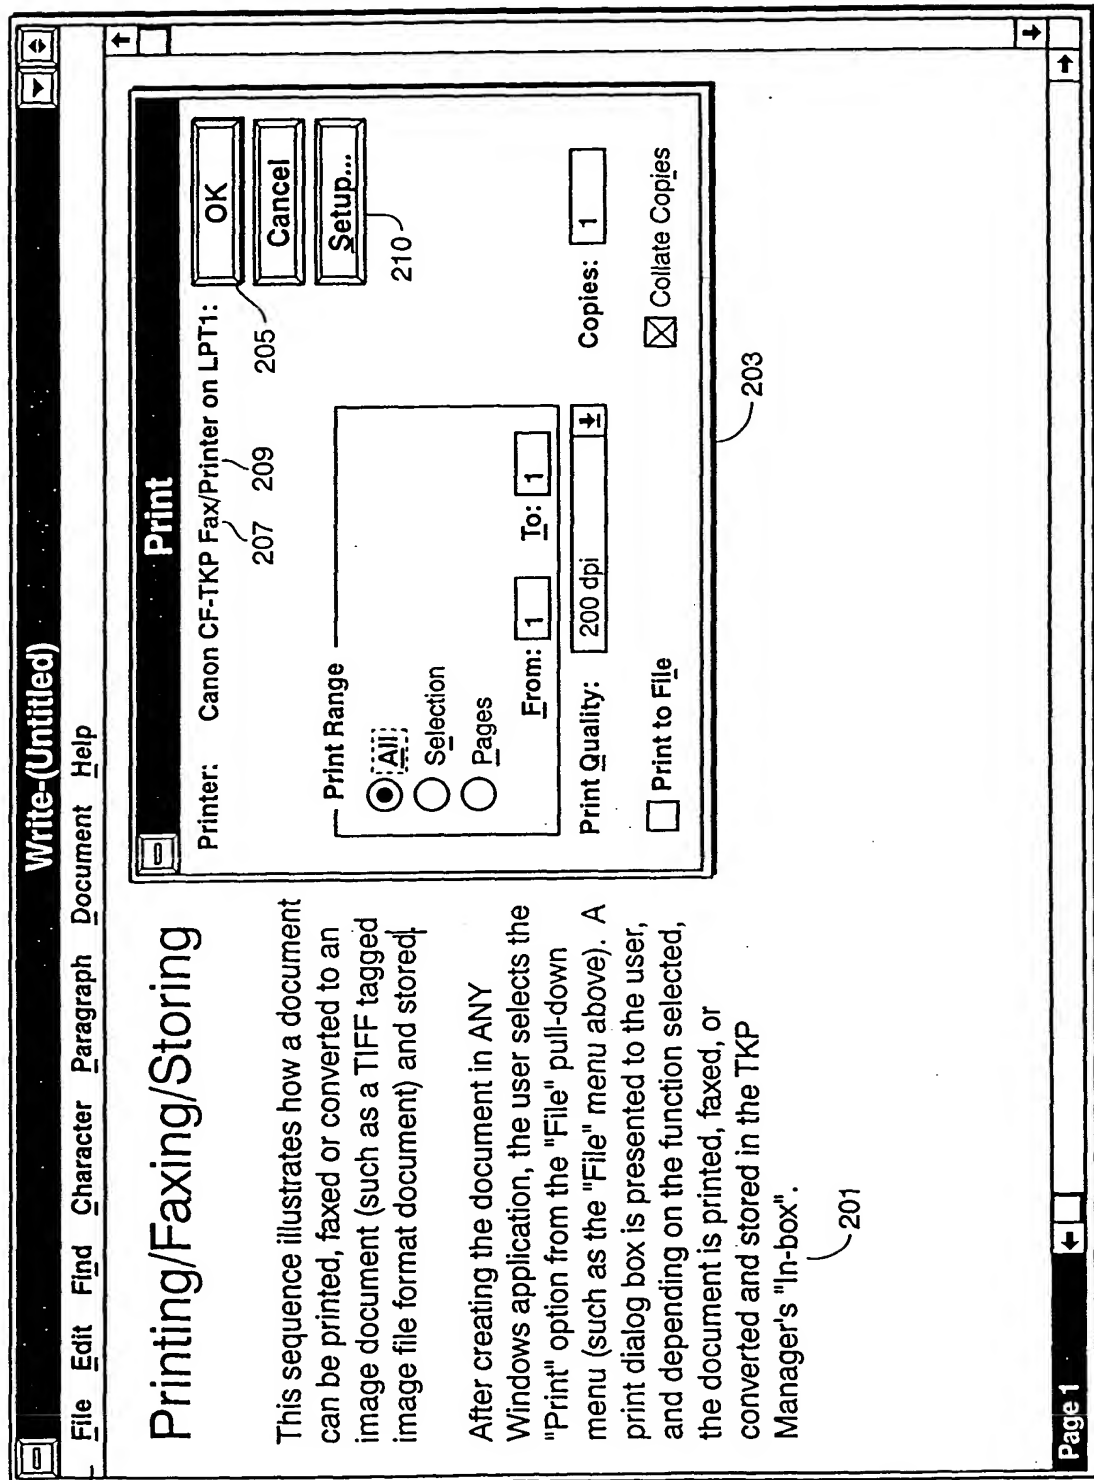 Write-(Untitled)
File Edit Find Character Paragraph Document Help
Printing/Faxing/Storing
This sequence illustrates how a document
can be printed, faxed or converted to an
image document (such as a TIFF tagged
image file format document) and stored.
After creating the document in ANY
Windows application, the user selects the
"Print" option from the "File" pull-down
menu (such as the "File" menu above). A
print dialog box is presented to the user,
and depending on the function selected,
the document is printed, faxed, or
converted and stored in the TKP
Manager's "In-box".
201
Print
Printer: Canon CF-TKP Fax/Printer on LPT1:
207 209
OK
205
Cancel
Setup...
210
Print Range
All
Selection
Pages
From: 1 To: 1
Print Quality: 200 dpi
Copies: 1
Print to File
Collate Copies
203
Page 1